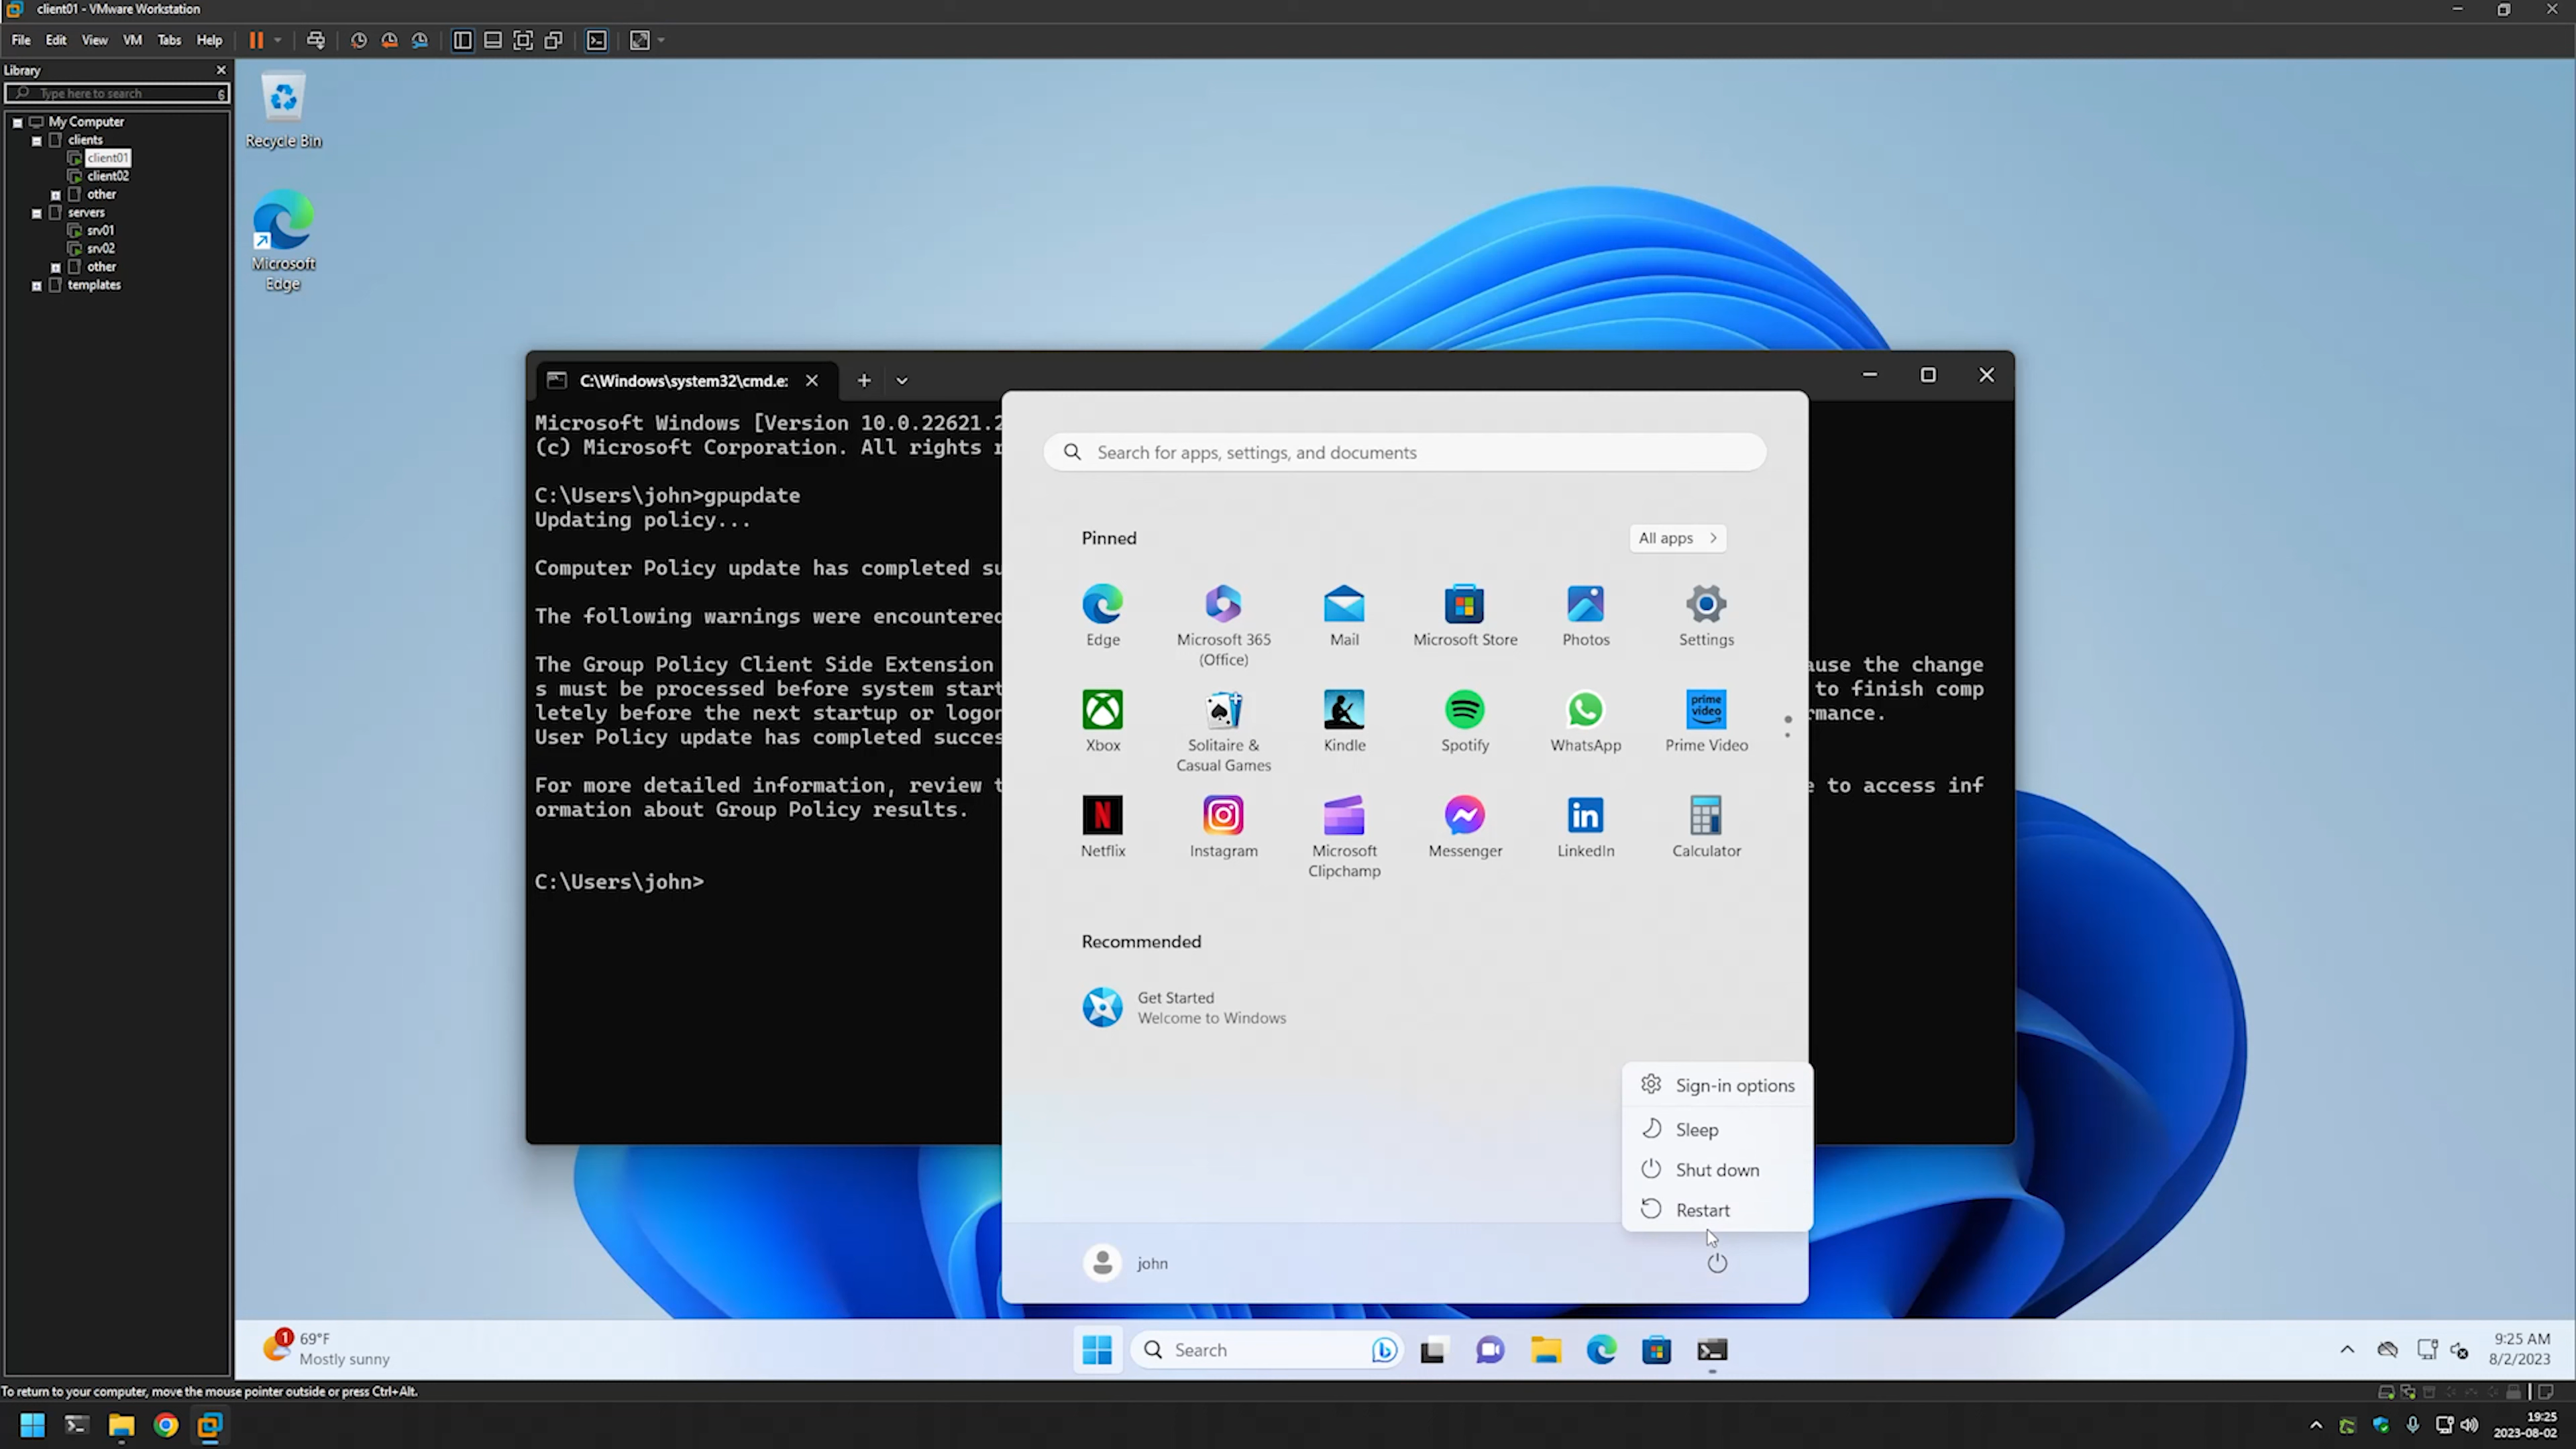 client01 - VMware Workstation
File Edit View VM Tabs Help
Library
Type here to search
My Computer
clients
client01
client02
other
servers
srv01
srv02
other
templates
Recycle Bin
Microsoft
Edge
C:\Windows\system32\cmd.e:
Microsoft Windows [Version 10.0.22621.2
(c) Microsoft Corporation. All rights r
C:\Users\john>gpupdate
Updating policy...
Computer Policy update has completed su
The following warnings were encountered
The Group Policy Client Side Extension
ause the change
s must be processed before system start
to finish comp
letely before the next startup or logon
rmance.
User Policy update has completed succes
For more detailed information, review t
e to access inf
ormation about Group Policy results.
C:\Users\john>
Search for apps, settings, and documents
Pinned
All apps
Edge
Microsoft 365
(Office)
Mail
Microsoft Store
Photos
Settings
Xbox
Solitaire &
Casual Games
Kindle
Spotify
WhatsApp
prime
video
Prime Video
Netflix
Instagram
Microsoft
Clipchamp
Messenger
LinkedIn
Calculator
Recommended
Get Started
Welcome to Windows
Sign-in options
Sleep
Shut down
Restart
john
1
69°F
Mostly sunny
Search
9:25 AM
8/2/2023
To return to your computer, move the mouse pointer outside or press Ctrl+Alt.
19:25
2023-08-02